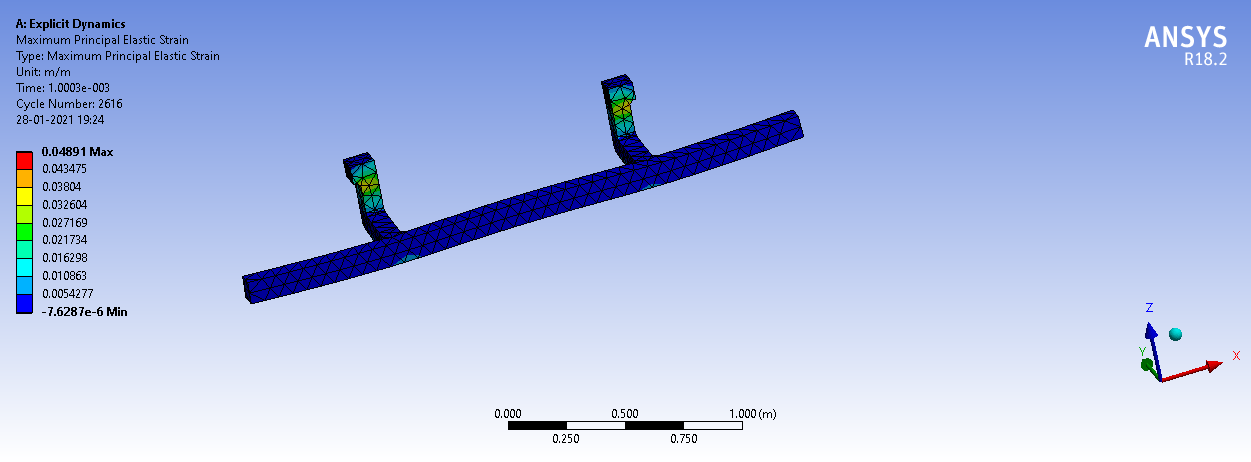 A: Explicit Dynamics
Maximum Principal Elastic Strain
Type: Maximum Principal Elastic Strain
Unit: m/m
Time: 1.0003e-003
Cycle Number: 2616
28-01-2021 19:24
0.04891 Max
0.043475
0.03804
0.032604
0.027169
0.021734
0.016298
0.010863
0.0054277
-7.6287e-6 Min
ANSYS
R18.2
Z
Y
X
0.000 0.500 1.000 (m)
0.250 0.750